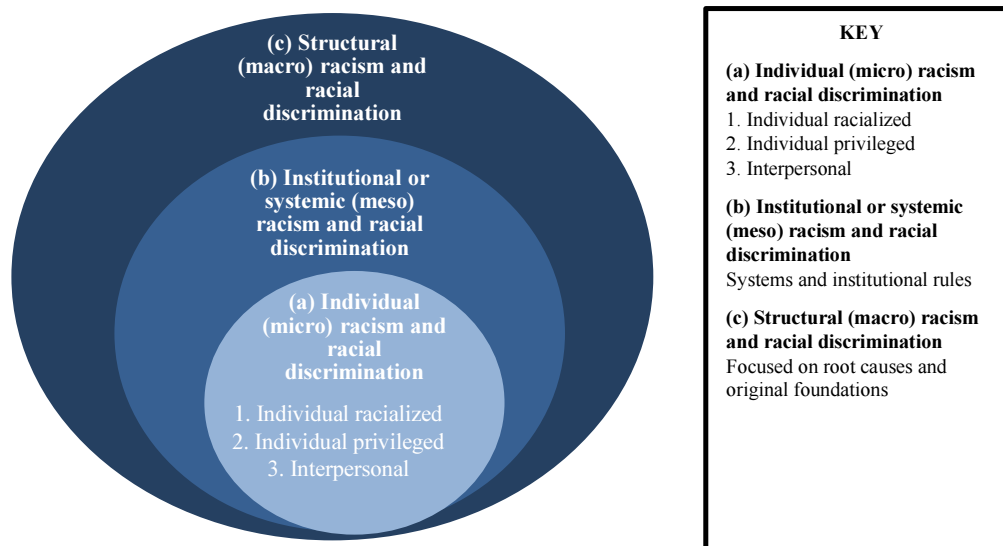 (c) Structural
(macro) racism and
racial
discrimination
(b) Institutional or
systemic (meso)
racism and racial
discrimination
(a) Individual
(micro) racism and
racial
discrimination
1. Individual racialized
2. Individual privileged
3. Interpersonal
KEY
(a) Individual (micro) racism
and racial discrimination
1. Individual racialized
2. Individual privileged
3. Interpersonal
(b) Institutional or systemic
(meso) racism and racial
discrimination
Systems and institutional rules
(c) Structural (macro) racism
and racial discrimination
Focused on root causes and
original foundations